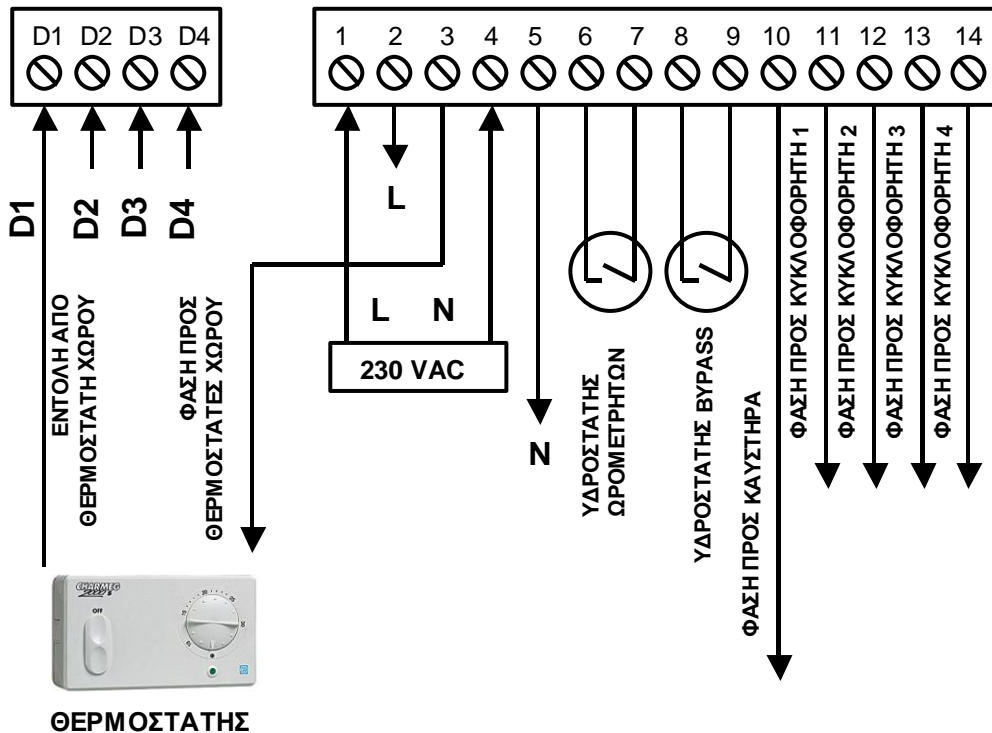 D1 D2 D3 D4
1 2 3 4 5 6 7 8 9 10 11 12 13 14
D1
D2
D3
D4
ΕΝΤΟΛΗ ΑΠΟ
ΘΕΡΜΟΣΤΑΤΗ ΧΩΡΟΥ
ΦΑΣΗ ΠΡΟΣ
ΘΕΡΜΟΣΤΑΤΕΣ ΧΩΡΟΥ
L
L N
230 VAC
N
ΥΔΡΟΣΤΑΤΗΣ
ΩΡΟΜΕΤΡΗΤΩΝ
ΥΔΡΟΣΤΑΤΗΣ BYPASS
ΦΑΣΗ ΠΡΟΣ ΚΑΥΣΤΗΡΑ
ΦΑΣΗ ΠΡΟΣ ΚΥΚΛΟΦΟΡΗΤΗ 1
ΦΑΣΗ ΠΡΟΣ ΚΥΚΛΟΦΟΡΗΤΗ 2
ΦΑΣΗ ΠΡΟΣ ΚΥΚΛΟΦΟΡΗΤΗ 3
ΦΑΣΗ ΠΡΟΣ ΚΥΚΛΟΦΟΡΗΤΗ 4
CHARMEG
OFF
ΘΕΡΜΟΣΤΑΤΗΣ